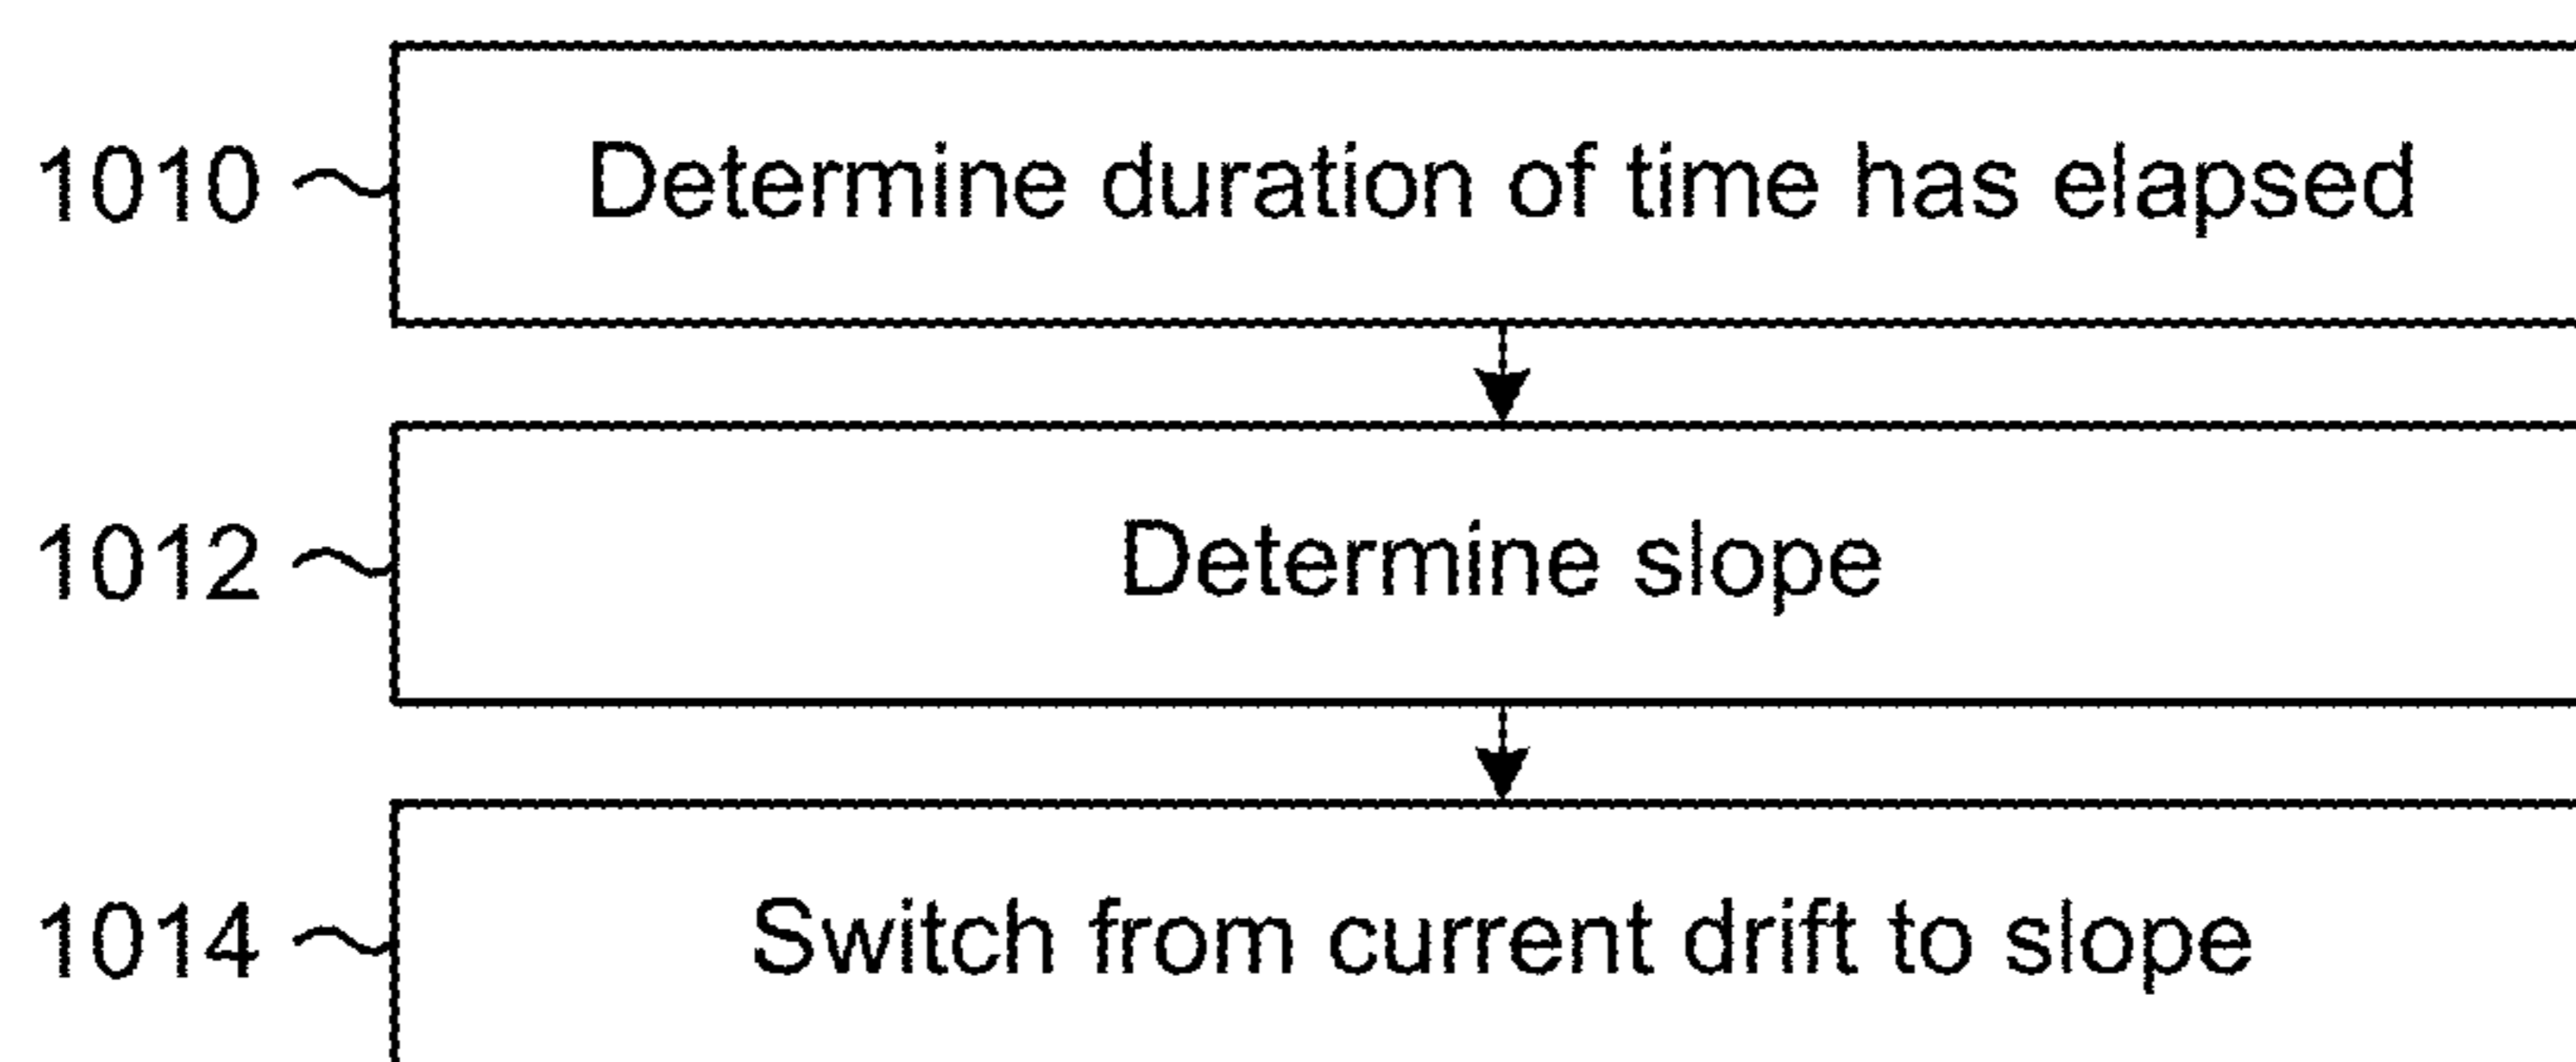 1010 Determine duration of time has elapsed
1012 Determine slope
1014 Switch from current drift to slope